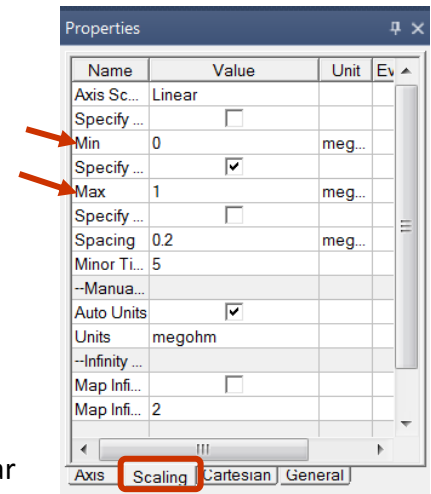 Properties
Name Value Unit Ev
Axis Sc... Linear
Specify ...
Min 0 meg...
Specify ...
Max 1 meg...
Specify ...
Spacing 0.2 meg...
Minor Ti... 5
--Manua...
Auto Units
Units megohm
--Infinity ...
Map Infi...
Map Infi... 2
ar
Axis Scaling Cartesian General